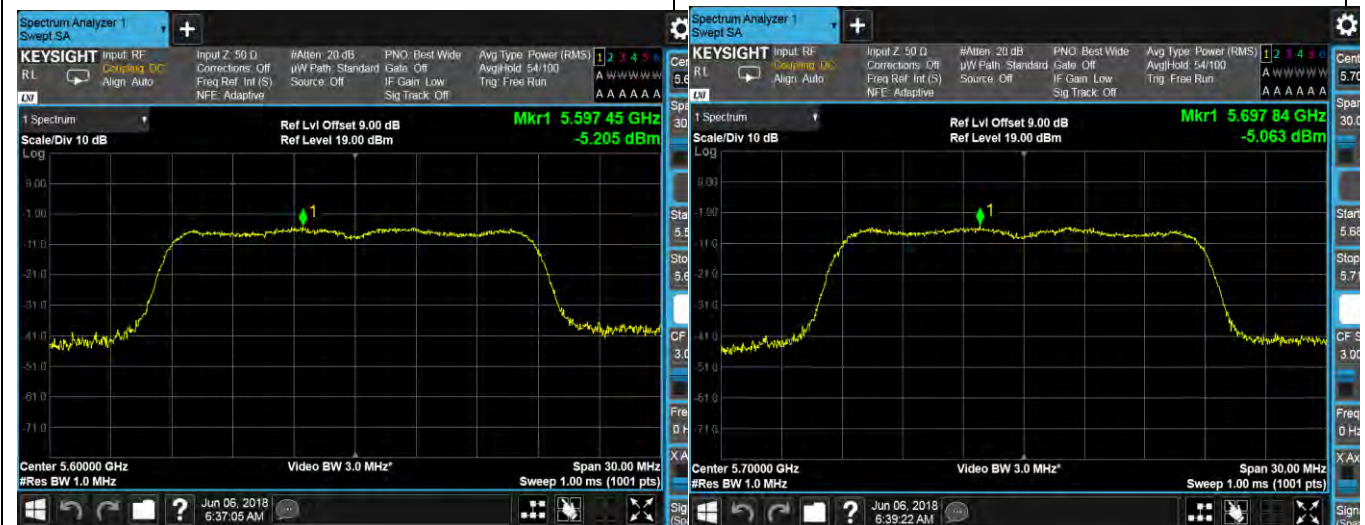 Spectrum Analyzer 1
Swept SA
KEYSIGHT Input: RF
RL
Coupling: DC
Align: Auto
LXI
Input Z: 50 Ω
Corrections: Off
Freq Ref: Int (S)
NFE: Adaptive
#Atten: 20 dB
µW Path: Standard
Source: Off
PNO: Best Wide
Gate: Off
IF Gain: Low
Sig Track: Off
Avg Type: Power (RMS)
Avg|Hold: 54/100
Trig: Free Run
1 2 3 4 5 6
A W W W W W
A A A A A A
1 Spectrum
Scale/Div 10 dB
Log
Ref Lvl Offset 9.00 dB
Ref Level 19.00 dBm
Mkr1 5.597 45 GHz
-5.205 dBm
9.00
-1.00
-11.0
-21.0
-31.0
-41.0
-51.0
-61.0
-71.0
1
Center 5.60000 GHz
#Res BW 1.0 MHz
Video BW 3.0 MHz*
Span 30.00 MHz
Sweep 1.00 ms (1001 pts)
Jun 06, 2018
6:37:05 AM
Spectrum Analyzer 1
Swept SA
KEYSIGHT Input: RF
RL
Coupling: DC
Align: Auto
LXI
Input Z: 50 Ω
Corrections: Off
Freq Ref: Int (S)
NFE: Adaptive
#Atten: 20 dB
µW Path: Standard
Source: Off
PNO: Best Wide
Gate: Off
IF Gain: Low
Sig Track: Off
Avg Type: Power (RMS)
Avg|Hold: 54/100
Trig: Free Run
1 2 3 4 5 6
A W W W W W
A A A A A A
1 Spectrum
Scale/Div 10 dB
Log
Ref Lvl Offset 9.00 dB
Ref Level 19.00 dBm
Mkr1 5.697 84 GHz
-5.063 dBm
9.00
-1.00
-11.0
-21.0
-31.0
-41.0
-51.0
-61.0
-71.0
1
Center 5.70000 GHz
#Res BW 1.0 MHz
Video BW 3.0 MHz*
Span 30.00 MHz
Sweep 1.00 ms (1001 pts)
Jun 06, 2018
6:39:22 AM